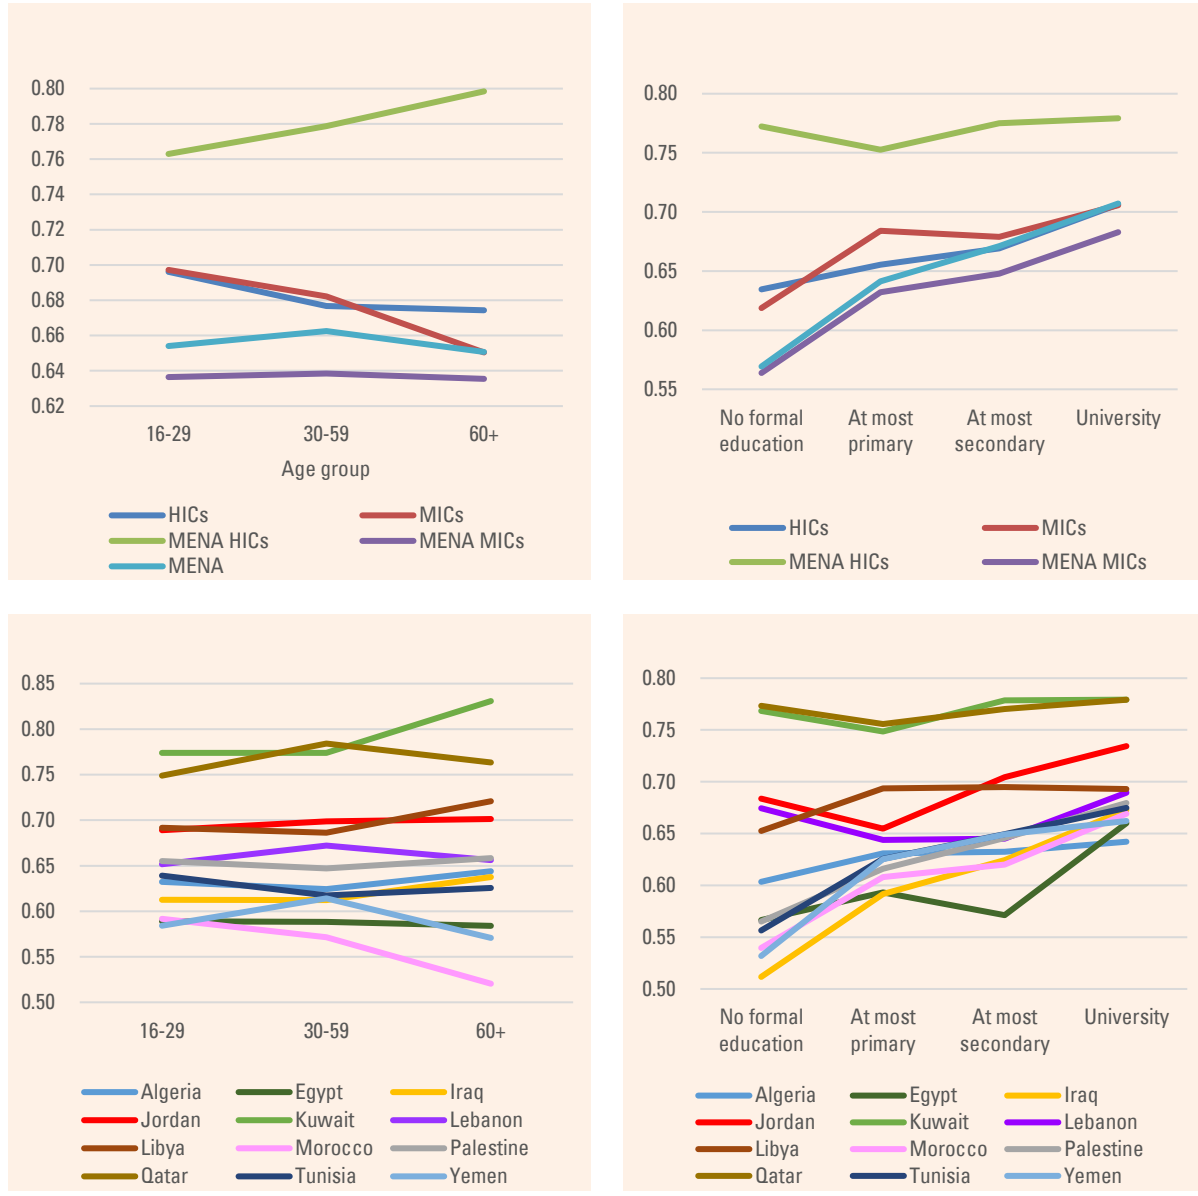 0.80
0.78
0.76
0.74
0.72
0.70
0.68
0.66
0.64
0.62
16-29 30-59 60+
Age group
HICs MICs
MENA HICs MENA MICs
MENA
0.80
0.75
0.70
0.65
0.60
0.55
No formal At most At most University
education primary secondary
HICs MICs
MENA HICs MENA MICs
0.85
0.80
0.75
0.70
0.65
0.60
0.55
0.50
16-29 30-59 60+
Algeria Egypt Iraq
Jordan Kuwait Lebanon
Libya Morocco Palestine
Qatar Tunisia Yemen
0.80
0.75
0.70
0.65
0.60
0.55
0.50
No formal At most At most University
education primary secondary
Algeria Egypt Iraq
Jordan Kuwait Lebanon
Libya Morocco Palestine
Qatar Tunisia Yemen